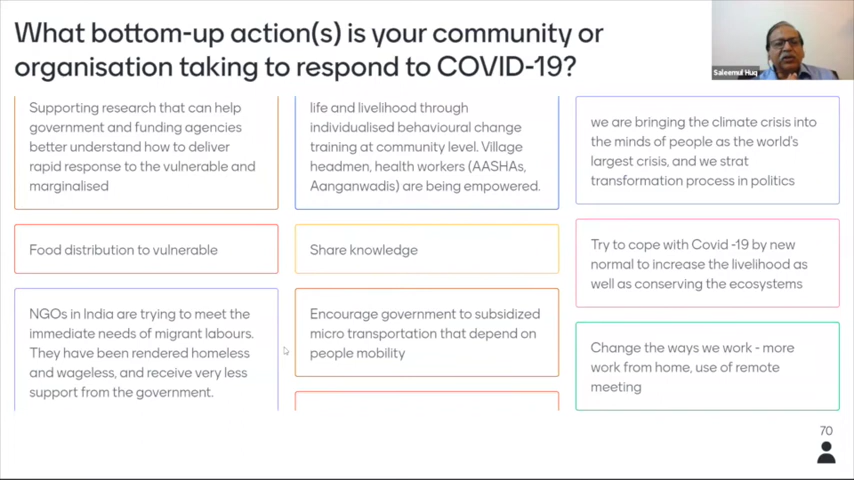 What bottom-up action(s) is your community or
organisation taking to respond to COVID-19?
Saleemul Huq
Supporting research that can help
government and funding agencies
better understand how to deliver
rapid response to the vulnerable and
marginalised
Food distribution to vulnerable
NGOs in India are trying to meet the
immediate needs of migrant labours.
They have been rendered homeless
and wageless, and receive very less
support from the government.
life and livelihood through
individualised behavioural change
training at community level. Village
headmen, health workers (AASHAs,
Aanganwadis) are being empowered.
Share knowledge
Encourage government to subsidized
micro transportation that depend on
people mobility
we are bringing the climate crisis into
the minds of people as the world's
largest crisis, and we strat
transformation process in politics
Try to cope with Covid -19 by new
normal to increase the livelihood as
well as conserving the ecosystems
Change the ways we work - more
work from home, use of remote
meeting
70